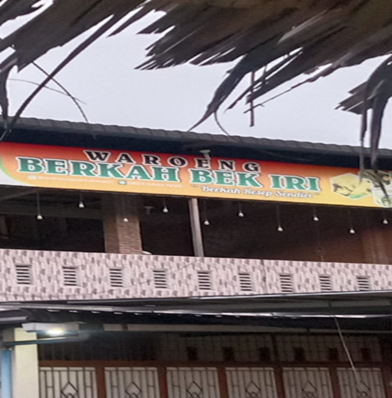 WAROENG
BERKAH BEK IRI
Berkah Resep Sendiri